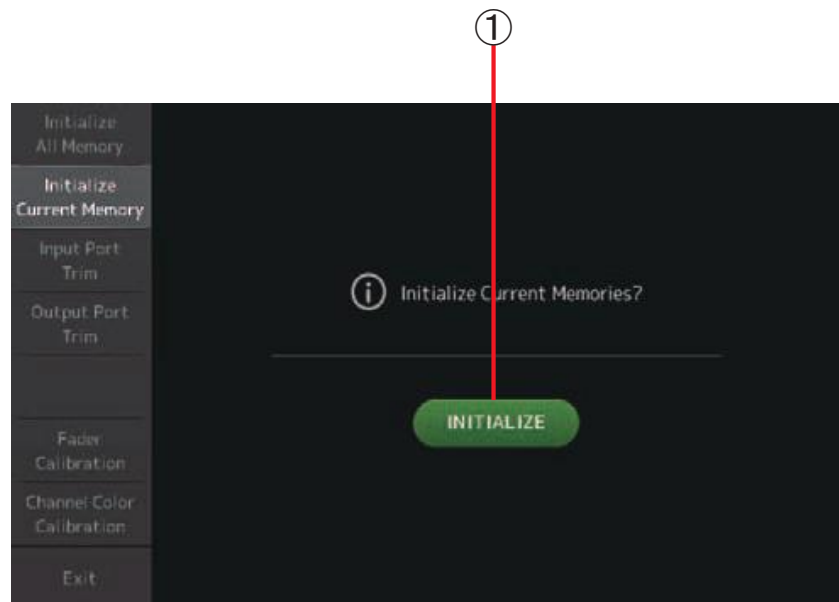 ①
Initialize
All Memory
Initialize
Current Memory
Input Port
Trim
Output Port
Trim
Initialize Current Memories?
INITIALIZE
Fader
Calibration
Channel Color
Calibration
Exit